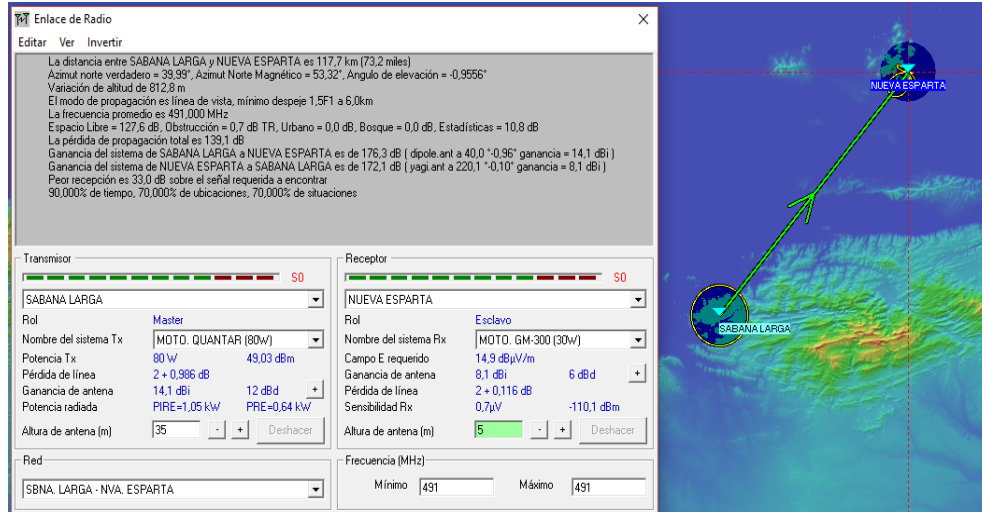 Enlace de Radio
Editar Ver Invertir
La distancia entre SABANA LARGA y NUEVA ESPARTA es 117,7 km (73,2 miles)
Azimut norte verdadero = 39,99°, Azimut Norte Magnético = 53,32°, Angulo de elevación = -0,9556°
Variación de altitud de 812,8 m
El modo de propagación es línea de vista, mínimo despeje 1,5F1 a 6,0km
La frecuencia promedio es 491,000 MHz
Espacio Libre = 127,6 dB, Obstrucción = 0,7 dB TR, Urbano = 0,0 dB, Bosque = 0,0 dB, Estadísticas = 10,8 dB
La pérdida de propagación total es 139,1 dB
Ganancia del sistema de SABANA LARGA a NUEVA ESPARTA es de 176,3 dB ( dipole.ant a 40,0 °-0,96° ganancia = 14,1 dBi )
Ganancia del sistema de NUEVA ESPARTA a SABANA LARGA es de 172,1 dB ( yagi.ant a 220,1 °-0,10° ganancia = 8,1 dBi )
Peor recepción es 33,0 dB sobre el señal requerida a encontrar
90,000% de tiempo, 70,000% de ubicaciones, 70,000% de situaciones
Transmisor
S0
SABANA LARGA
Rol Master
Nombre del sistema Tx MOTO. QUANTAR (80W)
Potencia Tx 80 W 49,03 dBm
Pérdida de línea 2 + 0,986 dB
Ganancia de antena 14,1 dBi 12 dBd +
Potencia radiada PIRE=1,05 kW PRE=0,64 kW
Altura de antena (m) 35 - + Deshacer
Receptor
S0
NUEVA ESPARTA
Rol Esclavo
Nombre del sistema Rx MOTO. GM-300 (30W)
Campo E requerido 14,9 dBµV/m
Ganancia de antena 8,1 dBi 6 dBd +
Pérdida de línea 2 + 0,116 dB
Sensibilidad Rx 0,7µV -110,1 dBm
Altura de antena (m) 5 - + Deshacer
Red
SBNA. LARGA - NVA. ESPARTA
Frecuencia (MHz)
Mínimo 491 Máximo 491
NUEVA ESPARTA
SABANA LARGA